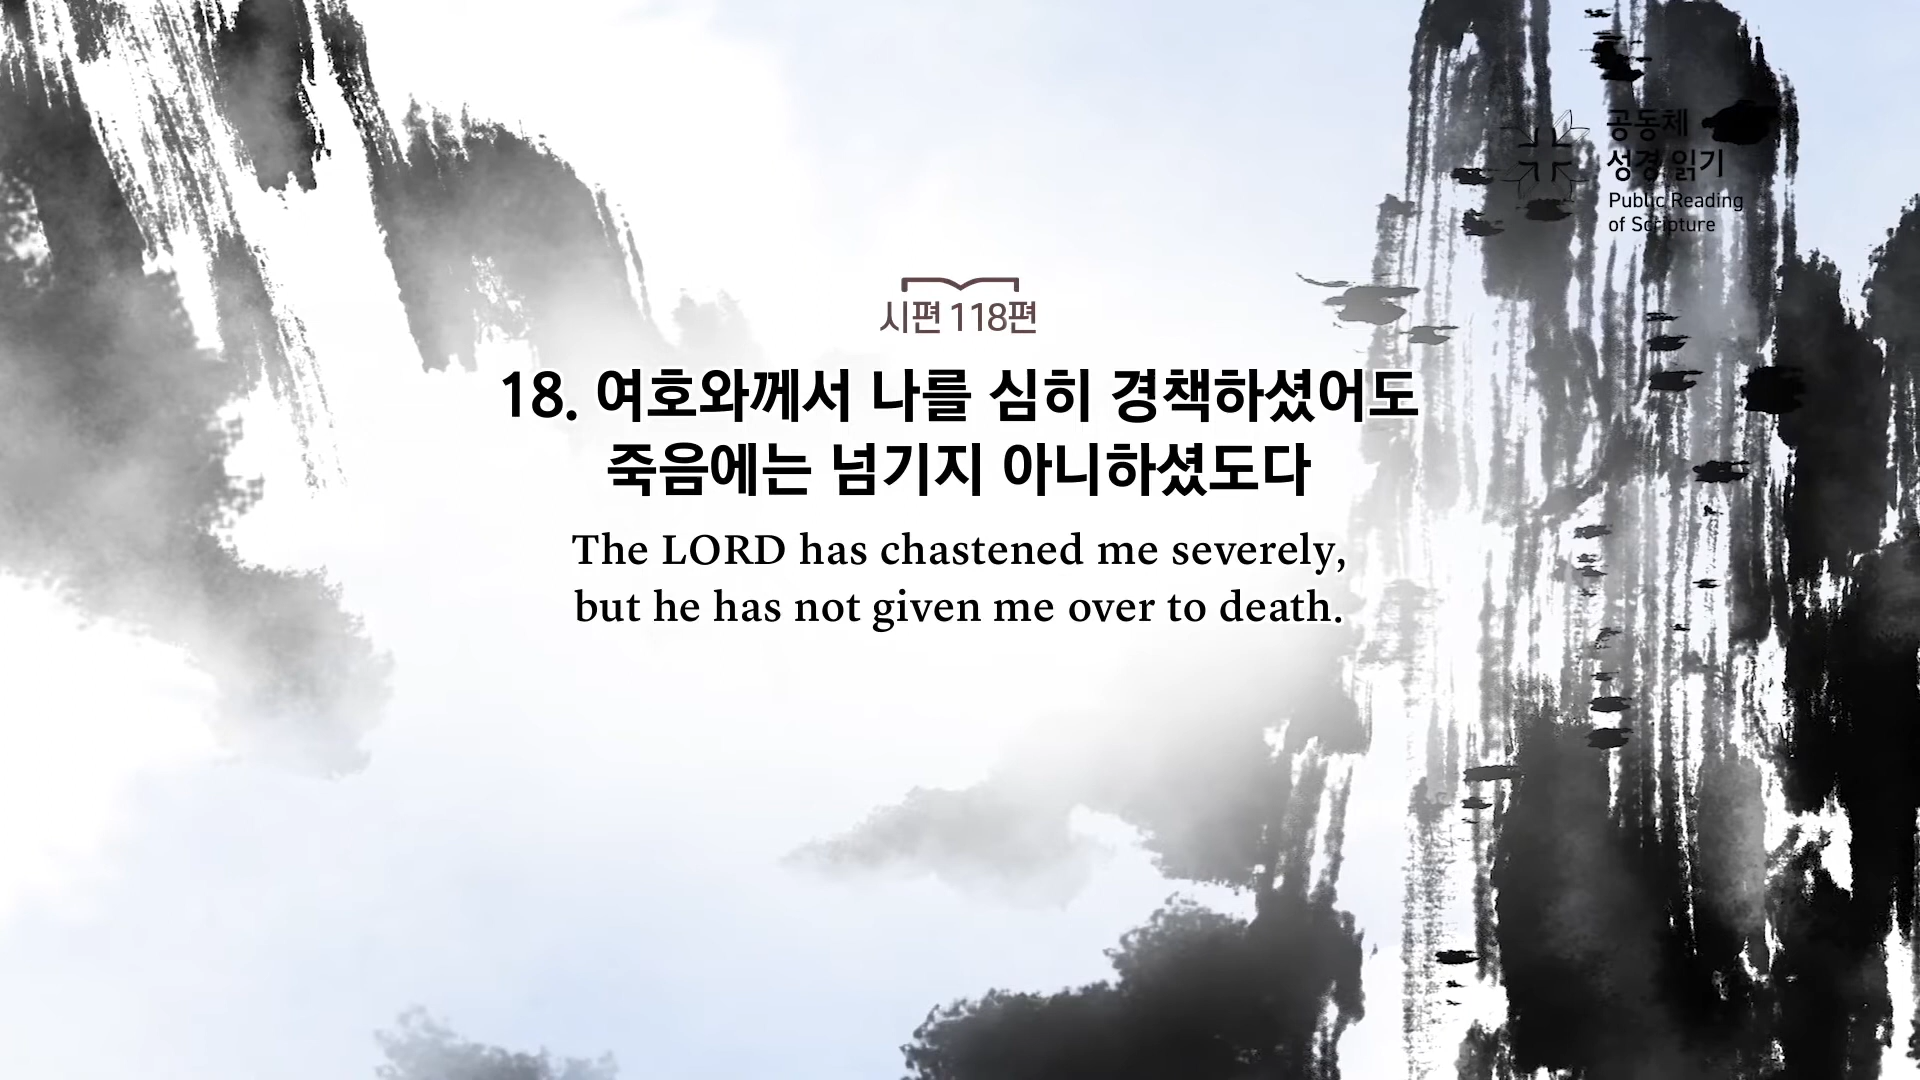 공동체
성경 읽기
Public Reading
of Scripture
시편 118편
18. 여호와께서 나를 심히 경책하셨어도
죽음에는 넘기지 아니하셨도다
The LORD has chastened me severely,
but he has not given me over to death.